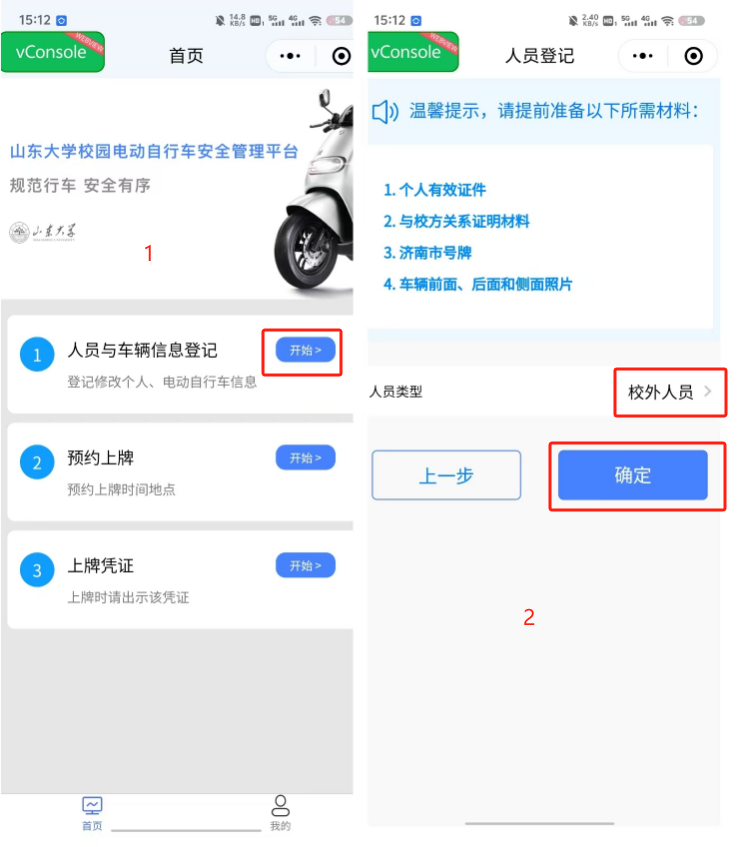 15:12
14.8
KB/s
HD
5G
4G
54
vConsole
WEBVIEW
首页
山东大学校园电动自行车安全管理平台
规范行车 安全有序
山东大学
1
1
人员与车辆信息登记
开始 >
登记修改个人、电动自行车信息
2
预约上牌
开始 >
预约上牌时间地点
3
上牌凭证
开始 >
上牌时请出示该凭证
首页
我的
15:12
2.40
KB/s
HD
5G
4G
54
vConsole
WEBVIEW
人员登记
温馨提示，请提前准备以下所需材料：
1. 个人有效证件
2. 与校方关系证明材料
3. 济南市号牌
4. 车辆前面、后面和侧面照片
人员类型
校外人员 >
上一步
确定
2